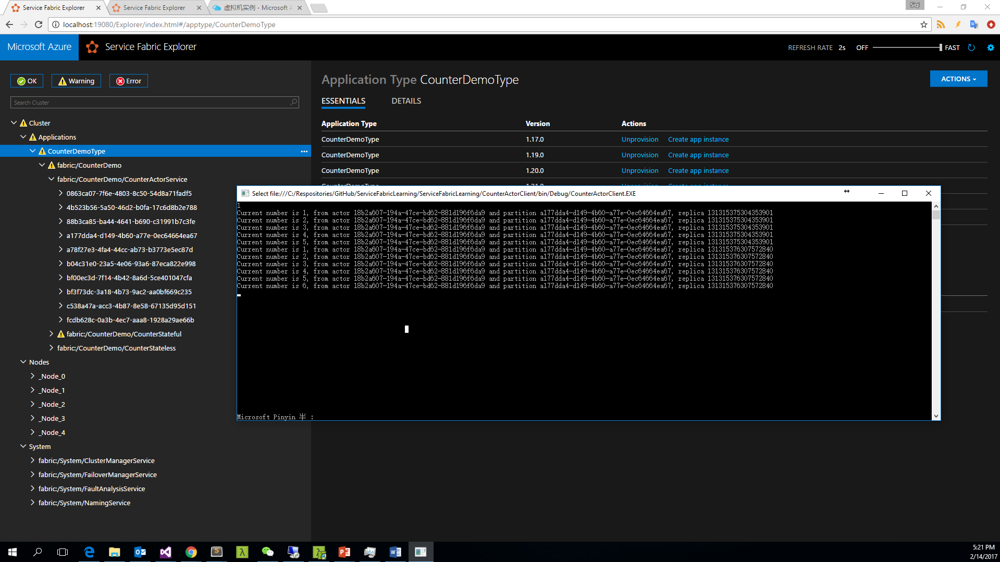 Service Fabric Explorer
Service Fabric Explorer
虚拟机实例 - Microsoft A
Siqi
localhost:19080/Explorer/index.html#/apptype/CounterDemoType
Microsoft Azure
Service Fabric Explorer
REFRESH RATE 2s OFF FAST
OK
Warning
Error
Search Cluster
Cluster
Applications
CounterDemoType
fabric:/CounterDemo
fabric:/CounterDemo/CounterActorService
0863ca07-7f6e-4803-8c50-54d8a71fadf5
4b523b56-5a50-46d2-b0fa-17c6d8b2e788
88b3ca85-ba44-4641-b690-c31991b7c3fe
a177dda4-d149-4b60-a77e-0ec64664ea67
a78f27e3-4fa4-44cc-ab73-b3773e5ec87d
b04c31e0-23a5-4e06-93a6-87eca822e998
bf00ec3d-7f14-4b42-8a6d-5ce401047cfa
bf3f73dc-3a18-4b73-9ac2-aa0bf669c235
c538a47a-acc3-4b87-8e58-67135d95d151
fcdb628c-0a3b-4ec7-aaa8-1928a29ae66b
fabric:/CounterDemo/CounterStateful
fabric:/CounterDemo/CounterStateless
Nodes
_Node_0
_Node_1
_Node_2
_Node_3
_Node_4
System
fabric:/System/ClusterManagerService
fabric:/System/FailoverManagerService
fabric:/System/FaultAnalysisService
fabric:/System/NamingService
Application Type CounterDemoType
ACTIONS
ESSENTIALS DETAILS
Application Type Version Actions
CounterDemoType 1.17.0 Unprovision Create app instance
CounterDemoType 1.19.0 Unprovision Create app instance
CounterDemoType 1.20.0 Unprovision Create app instance
Select file:///C:/Respositories/GitHub/ServiceFabricLearning/ServiceFabricLearning/CounterActorClient/bin/Debug/CounterActorClient.EXE
1
Current number is 1, from actor 18b2a607-194a-47ce-bd62-881d196f6da9 and partition a177dda4-d149-4b60-a77e-0ec64664ea67, replica 131315375304353901
Current number is 2, from actor 18b2a607-194a-47ce-bd62-881d196f6da9 and partition a177dda4-d149-4b60-a77e-0ec64664ea67, replica 131315375304353901
Current number is 3, from actor 18b2a607-194a-47ce-bd62-881d196f6da9 and partition a177dda4-d149-4b60-a77e-0ec64664ea67, replica 131315375304353901
Current number is 4, from actor 18b2a607-194a-47ce-bd62-881d196f6da9 and partition a177dda4-d149-4b60-a77e-0ec64664ea67, replica 131315375304353901
Current number is 5, from actor 18b2a607-194a-47ce-bd62-881d196f6da9 and partition a177dda4-d149-4b60-a77e-0ec64664ea67, replica 131315375304353901
Current number is 1, from actor 18b2a607-194a-47ce-bd62-881d196f6da9 and partition a177dda4-d149-4b60-a77e-0ec64664ea67, replica 131315376307572840
Current number is 2, from actor 18b2a607-194a-47ce-bd62-881d196f6da9 and partition a177dda4-d149-4b60-a77e-0ec64664ea67, replica 131315376307572840
Current number is 3, from actor 18b2a607-194a-47ce-bd62-881d196f6da9 and partition a177dda4-d149-4b60-a77e-0ec64664ea67, replica 131315376307572840
Current number is 4, from actor 18b2a607-194a-47ce-bd62-881d196f6da9 and partition a177dda4-d149-4b60-a77e-0ec64664ea67, replica 131315376307572840
Current number is 5, from actor 18b2a607-194a-47ce-bd62-881d196f6da9 and partition a177dda4-d149-4b60-a77e-0ec64664ea67, replica 131315376307572840
Current number is 6, from actor 18b2a607-194a-47ce-bd62-881d196f6da9 and partition a177dda4-d149-4b60-a77e-0ec64664ea67, replica 131315376307572840
Microsoft Pinyin 半 :
5:21 PM
2/14/2017